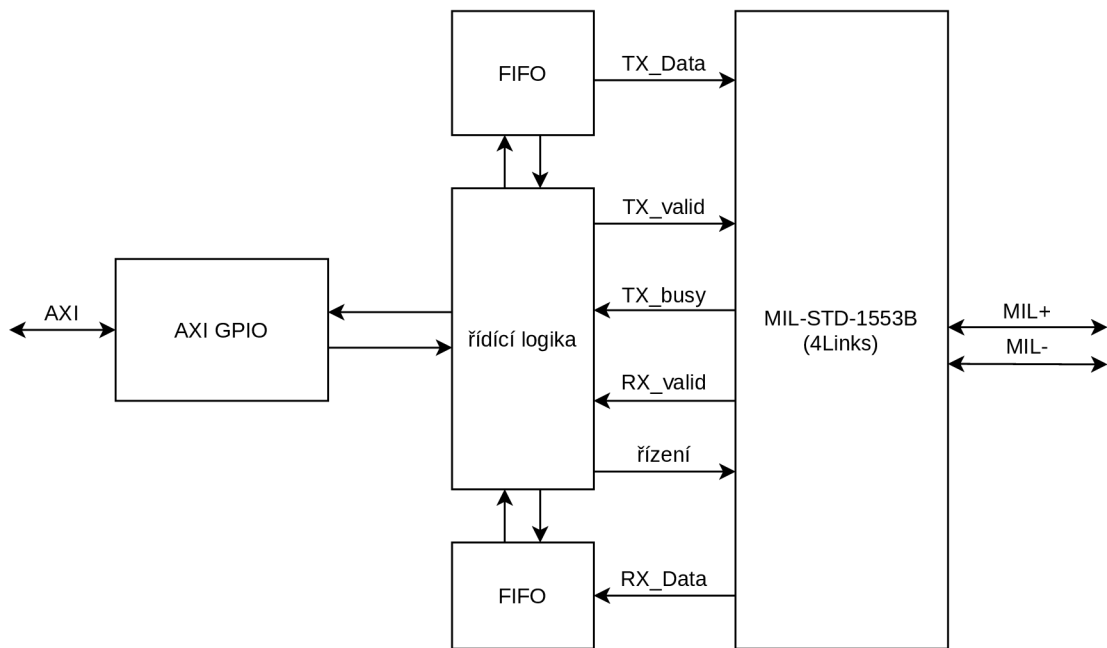 FIFO
TX_Data
TX_valid
AXI
AXI GPIO
řídící logika
TX_busy
MIL-STD-1553B
(4Links)
MIL+
MIL-
RX_valid
řízení
FIFO
RX_Data